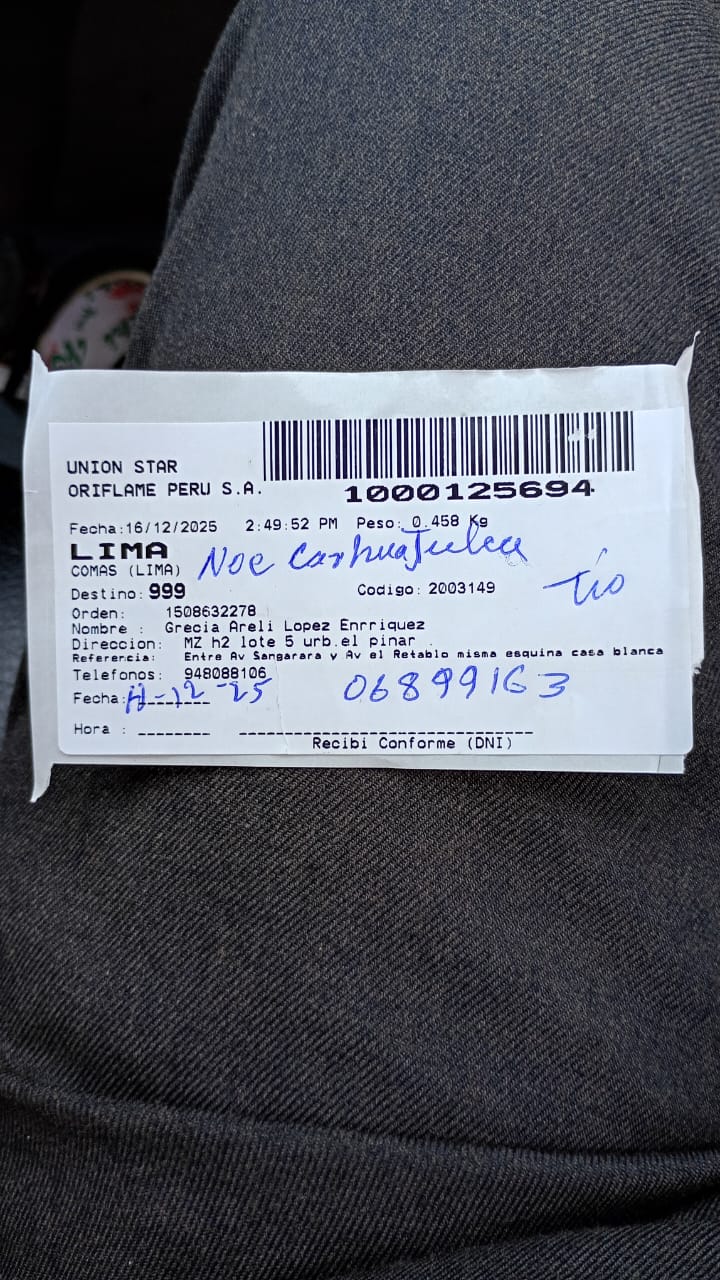 UNION STAR
ORIFLAME PERU S.A.
1000125694
Fecha:16/12/2025 2:49:52 PM Peso: 0.458 Kg
LIMA
Noe
COMAS (LIMA)
Tío
Destino: 999 Codigo: 2003149
Orden: 1508632278
Nombre : Grecia Areli Lopez Enrriquez
Direccion: MZ h2 lote 5 urb.el pinar
Referencia: Entre Av Sangarara y Av el Retablo misma esquina casa blanca
Telefonos: 948088106
Fecha: -12-25 06899163
Hora : ________ ____________________________
Recibi Conforme (DNI)